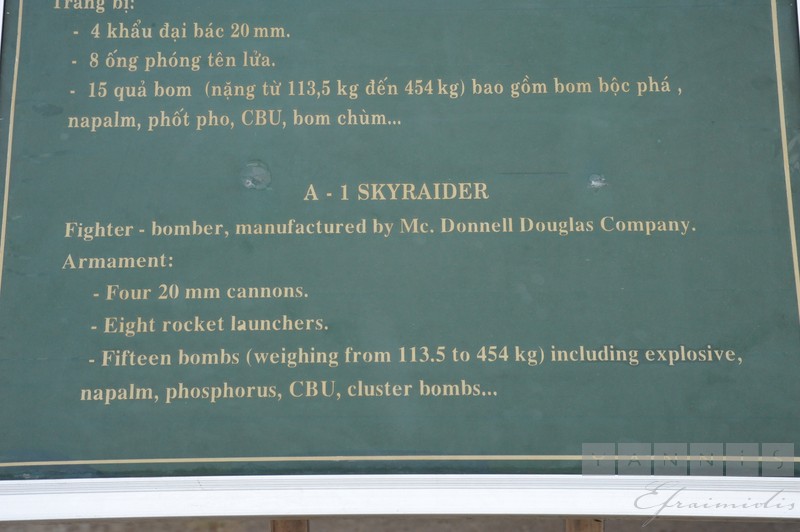 Trang bị:
- 4 khẩu đại bác 20 mm.
- 8 ống phóng tên lửa.
- 15 quả bom (nặng từ 113,5 kg đến 454 kg) bao gồm bom bộc phá ,
napalm, phốt pho, CBU, bom chùm...
A - 1 SKYRAIDER
Fighter - bomber, manufactured by Mc. Donnell Douglas Company.
Armament:
- Four 20 mm cannons.
- Eight rocket launchers.
- Fifteen bombs (weighing from 113.5 to 454 kg) including explosive,
napalm, phosphorus, CBU, cluster bombs...
YANNIS
Efraimidis